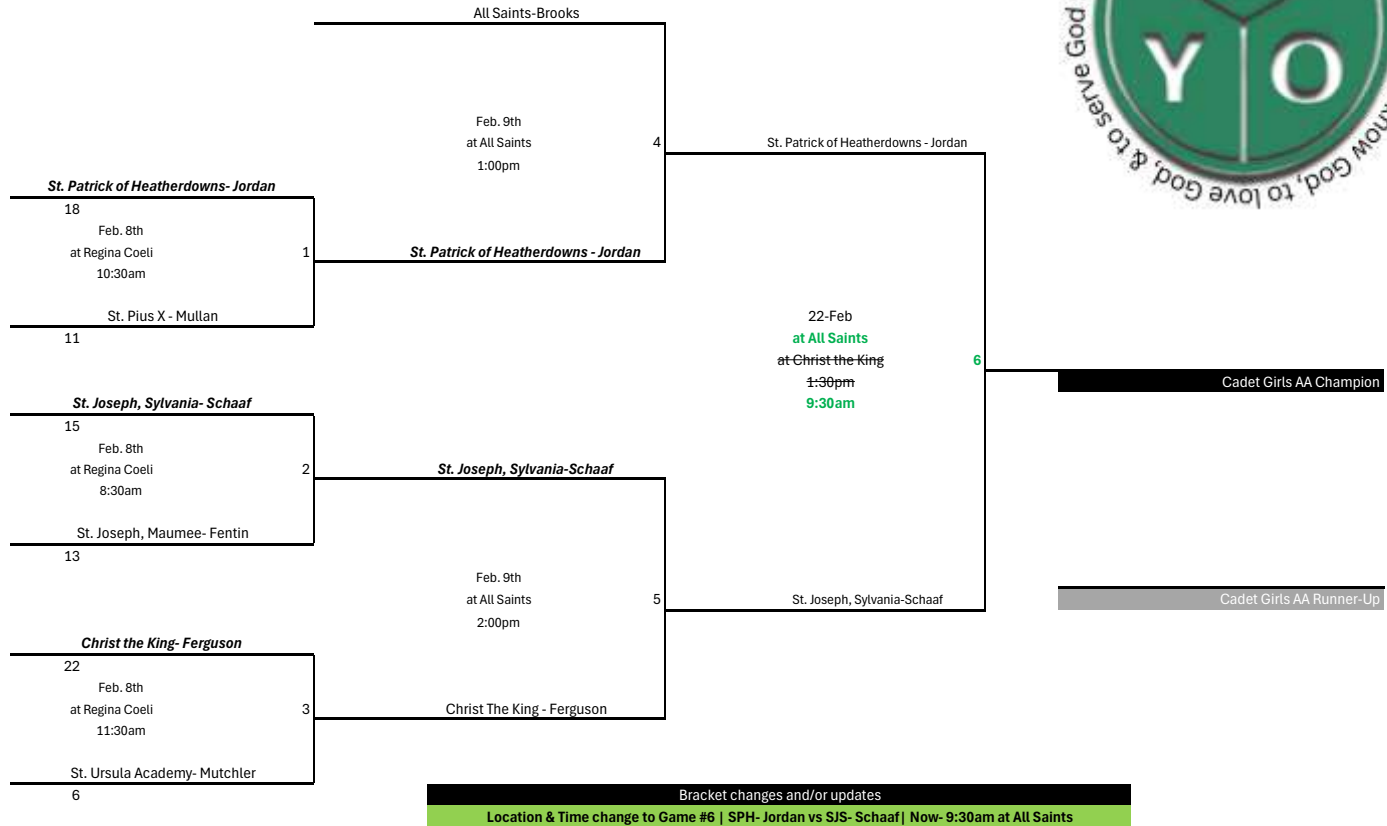 All Saints-Brooks
Feb. 9th
at All Saints
1:00pm
4
St. Patrick of Heatherdowns - Jordan
St. Patrick of Heatherdowns- Jordan
18
Feb. 8th
at Regina Coeli
10:30am
1
St. Patrick of Heatherdowns - Jordan
St. Pius X - Mullan
11
22-Feb
at All Saints
at Christ the King
1:30pm
9:30am
6
Cadet Girls AA Champion
St. Joseph, Sylvania- Schaaf
15
Feb. 8th
at Regina Coeli
8:30am
2
St. Joseph, Sylvania-Schaaf
St. Joseph, Maumee- Fentin
13
Feb. 9th
at All Saints
2:00pm
5
St. Joseph, Sylvania-Schaaf
Cadet Girls AA Runner-Up
Christ the King- Ferguson
22
Feb. 8th
at Regina Coeli
11:30am
3
Christ The King - Ferguson
St. Ursula Academy- Mutchler
6
Bracket changes and/or updates
Location & Time change to Game #6 | SPH- Jordan vs SJS- Schaaf| Now- 9:30am at All Saints
Y O
God, to love God, & to serve God